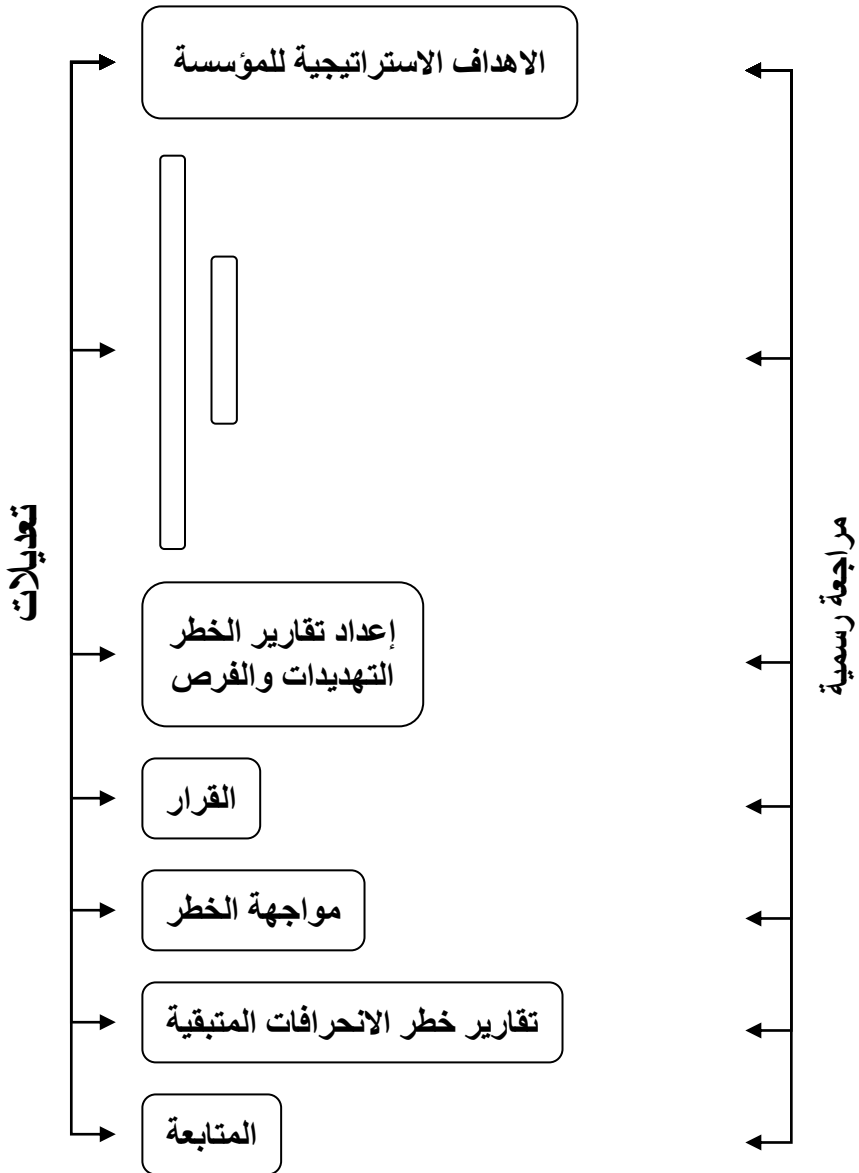 الاهداف الاستراتيجية للمؤسسة
إعداد تقارير الخطر
التهديدات والفرص
القرار
مواجهة الخطر
تقارير خطر الانحرافات المتبقية
المتابعة
تعديلات
مراجعة رسمية